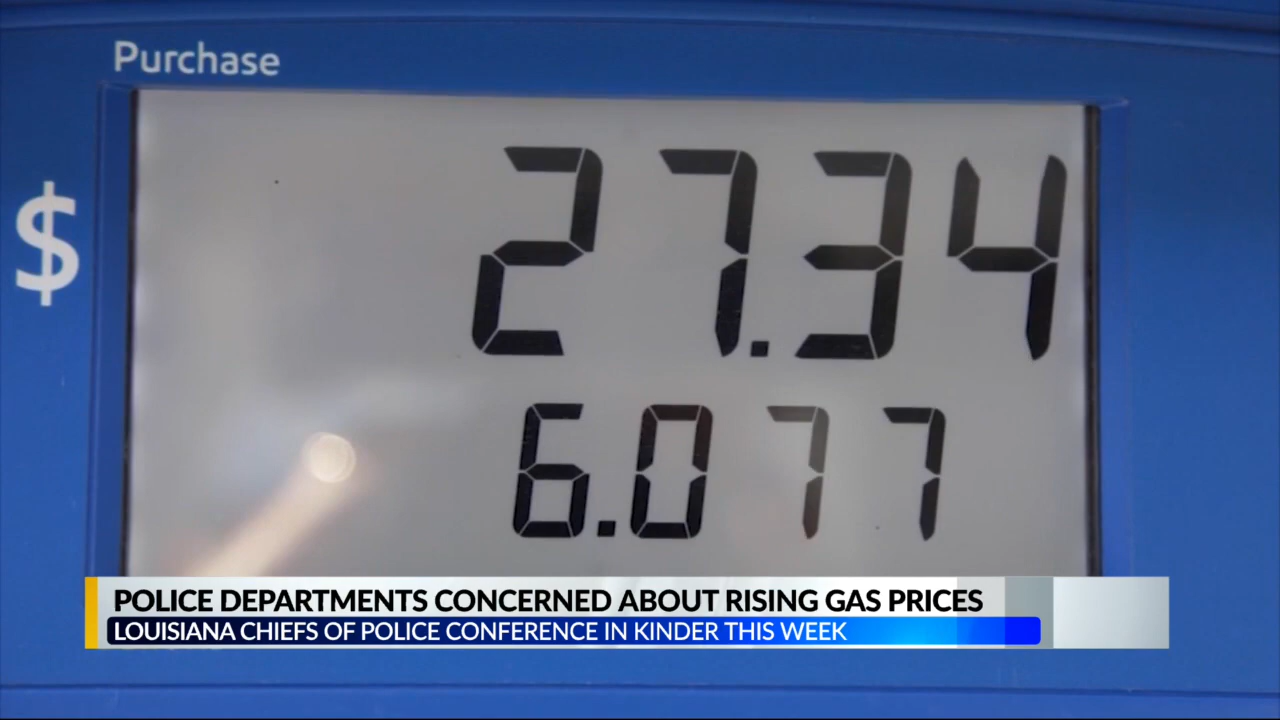 Purchase
$ 27.34
6.077
POLICE DEPARTMENTS CONCERNED ABOUT RISING GAS PRICES
LOUISIANA CHIEFS OF POLICE CONFERENCE IN KINDER THIS WEEK